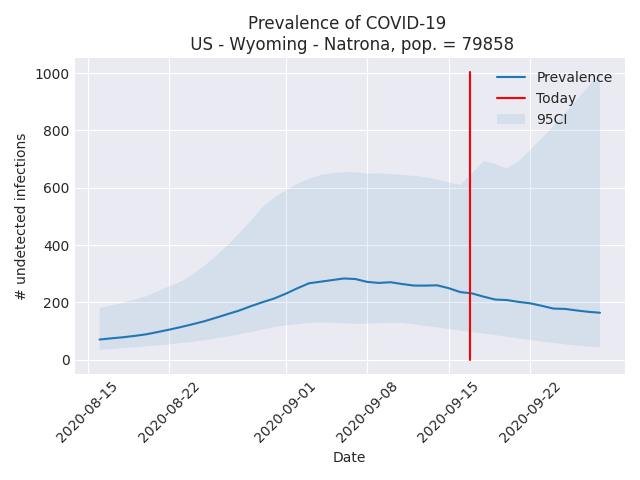 Prevalence of COVID-19
US - Wyoming - Natrona, pop. = 79858
Prevalence
Today
95CI
1000
800
600
400
200
0
# undetected infections
2020-08-15
2020-08-22
2020-09-01
2020-09-08
2020-09-15
2020-09-22
Date